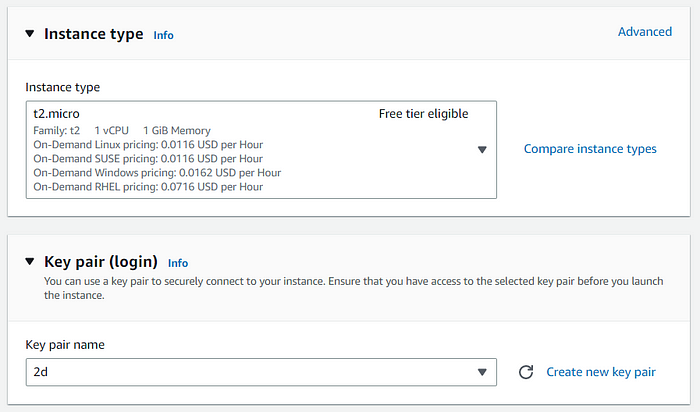 Instance type Info Advanced
Instance type
t2.micro Free tier eligible
Family: t2 1 vCPU 1 GiB Memory
On-Demand Linux pricing: 0.0116 USD per Hour
On-Demand SUSE pricing: 0.0116 USD per Hour
On-Demand Windows pricing: 0.0162 USD per Hour
On-Demand RHEL pricing: 0.0716 USD per Hour
Compare instance types
Key pair (login) Info
You can use a key pair to securely connect to your instance. Ensure that you have access to the selected key pair before you launch
the instance.
Key pair name
2d
Create new key pair